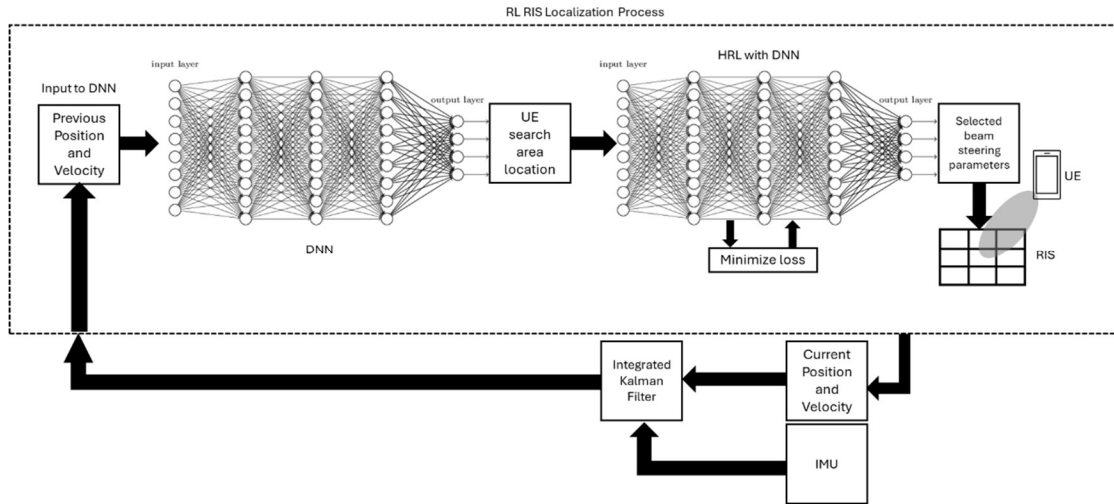 RL RIS Localization Process
Input to DNN
Previous
Position
and
Velocity
input layer
output layer
DNN
UE
search
area
location
input layer
HRL with DNN
output layer
Minimize loss
Selected
beam
steering
parameters
UE
RIS
Integrated
Kalman
Filter
Current
Position
and
Velocity
IMU